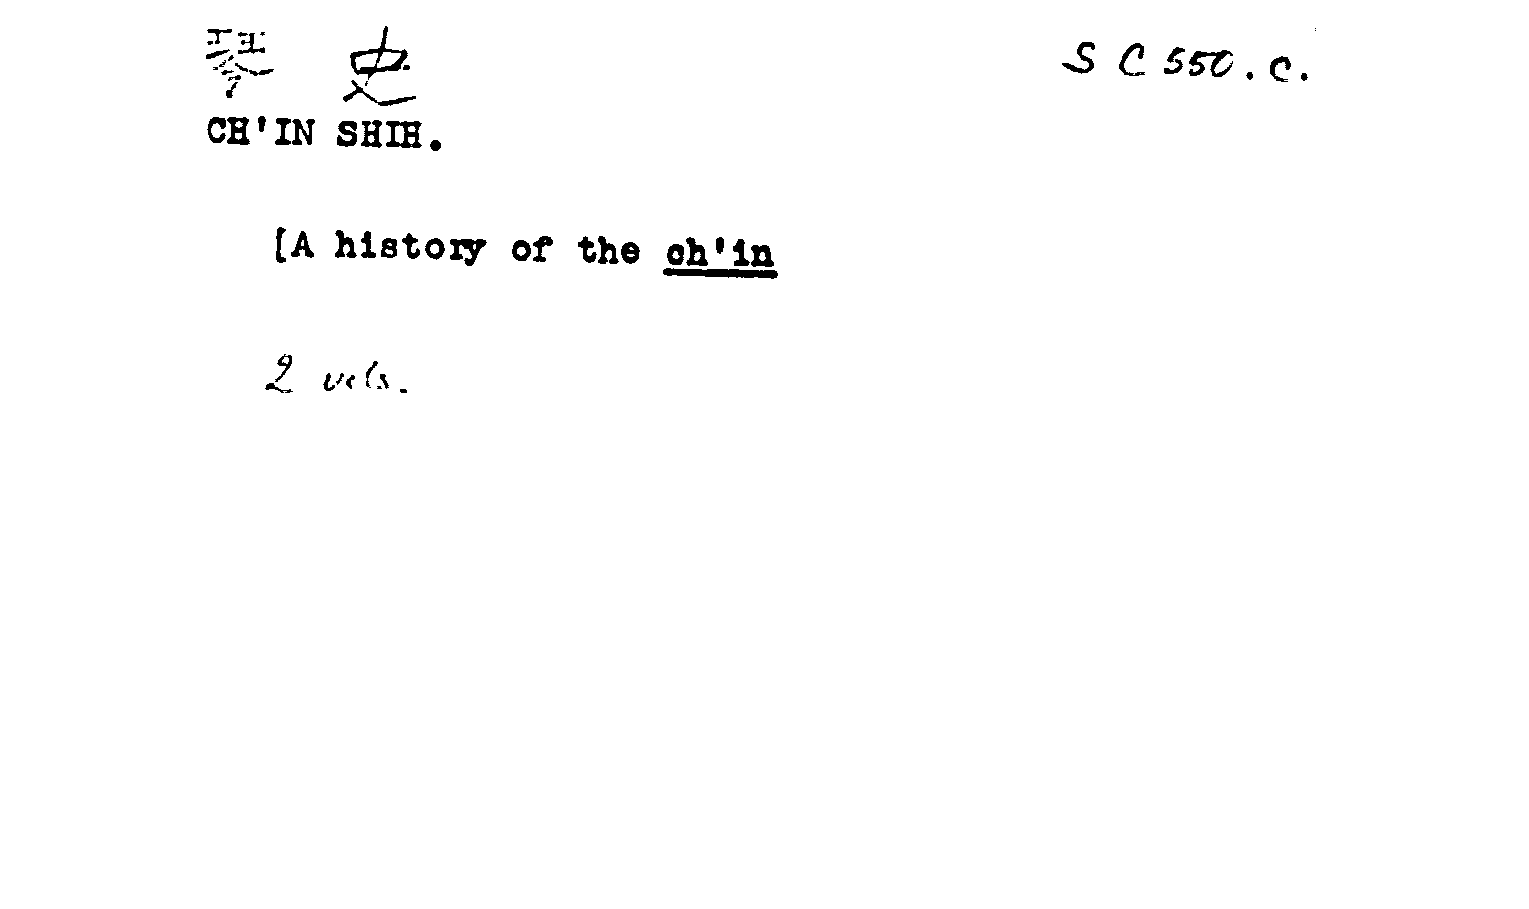 琴 史
S C 550.c.
CH'IN SHIH.
[A history of the ch'in
2 vols.